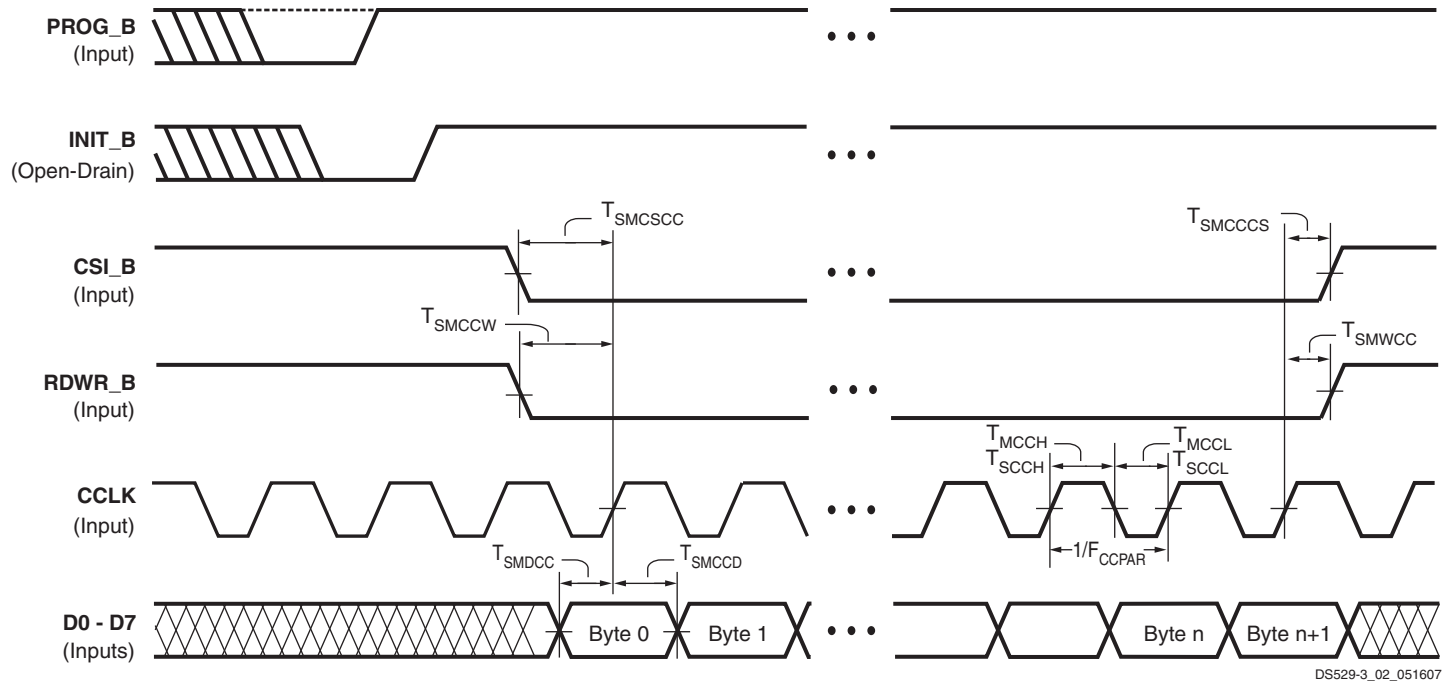 PROG_B
(Input)
INIT_B
(Open-Drain)
T_SMCSCC
T_SMCCCS
CSI_B
(Input)
T_SMCCW
T_SMWCC
RDWR_B
(Input)
T_MCCH
T_MCCL
T_SCCH
T_SCCL
CCLK
(Input)
T_SMDCC
T_SMCCD
1/F_CCPAR
D0 - D7
(Inputs)
Byte 0
Byte 1
Byte n
Byte n+1
DS529-3_02_051607